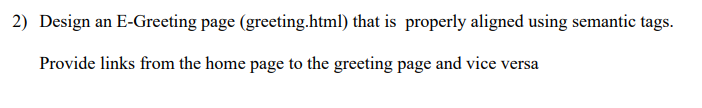 2) Design an E-Greeting page (greeting.html) that is properly aligned using semantic tags.
Provide links from the home page to the greeting page and vice versa